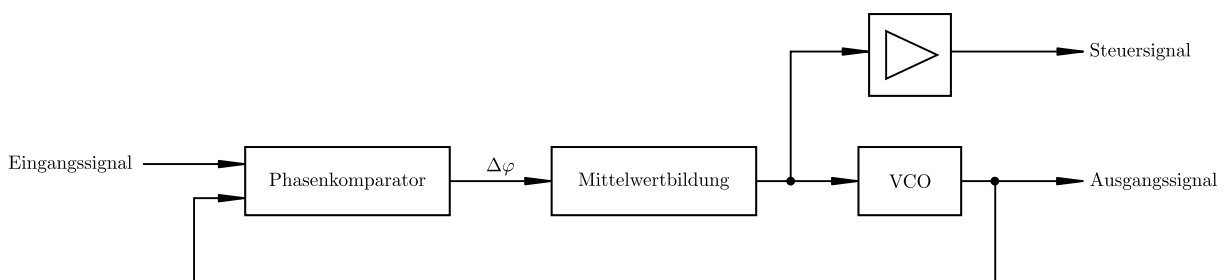 Steuersignal
Eingangssignal
Phasenkomparator
Δφ
Mittelwertbildung
VCO
Ausgangssignal